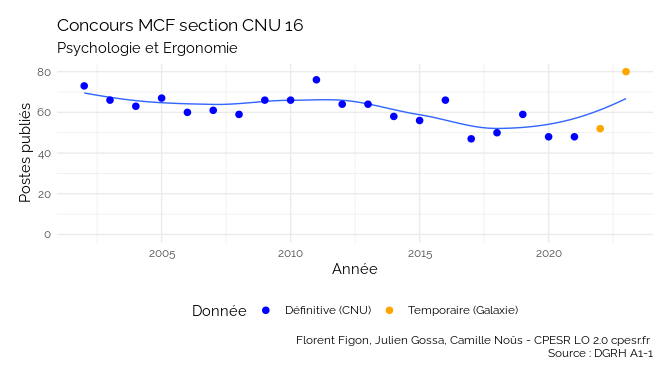 Concours MCF section CNU 16
Psychologie et Ergonomie
Postes publiés
80
60
40
20
0
2005
2010
2015
2020
Année
Donnée
Définitive (CNU)
Temporaire (Galaxie)
Florent Figon, Julien Gossa, Camille Noûs - CPESR LO 2.0 cpesr.fr
Source : DGRH A1-1